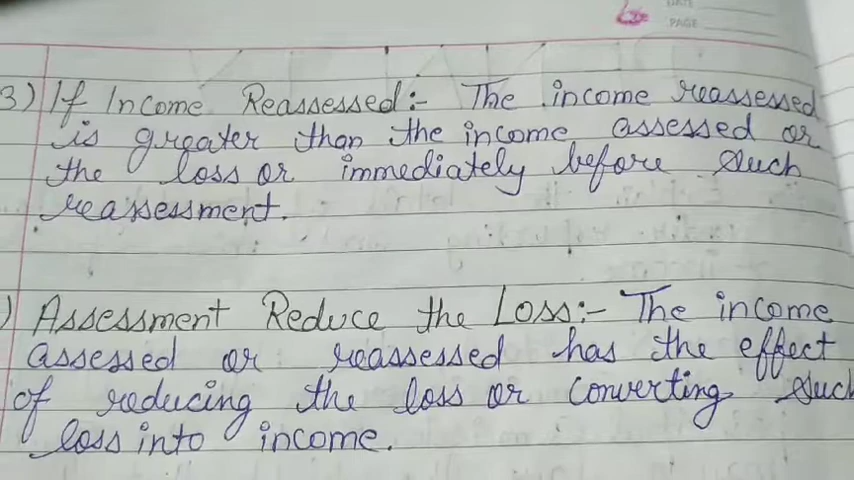 DATE
PAGE
3) If Income Reassessed:- The income reassessed
is greater than the income assessed or
the loss or immediately before such
reassessment.
) Assessment Reduce the Loss:- The income
assessed or reassessed has the effect
of reducing the loss or converting such
loss into income.